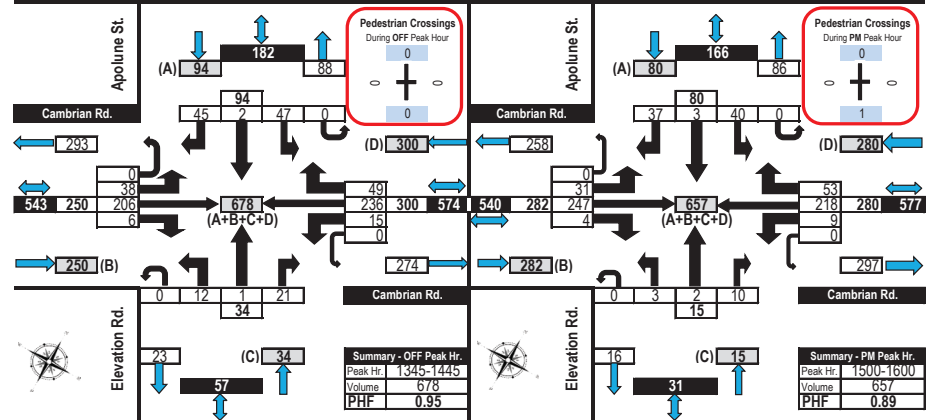 Apolune St.
182
(A) 94
88
Pedestrian Crossings
During OFF Peak Hour
0
0
0
0
94
45 2 47 0
Cambrian Rd.
293
(D) 300
0
38
206
6
543 250
678
(A+B+C+D)
49
236
15
0
300 574
250 (B)
274
0 12 1 21
34
Cambrian Rd.
Elevation Rd.
23
(C) 34
57
Summary - OFF Peak Hr.
Peak Hr. 1345-1445
Volume 678
PHF 0.95
Apolune St.
166
(A) 80
86
Pedestrian Crossings
During PM Peak Hour
0
0
0
1
80
37 3 40 0
Cambrian Rd.
258
(D) 280
0
31
247
4
540 282
657
(A+B+C+D)
53
218
9
0
280 577
282 (B)
297
0 3 2 10
15
Cambrian Rd.
Elevation Rd.
16
(C) 15
31
Summary - PM Peak Hr.
Peak Hr. 1500-1600
Volume 657
PHF 0.89